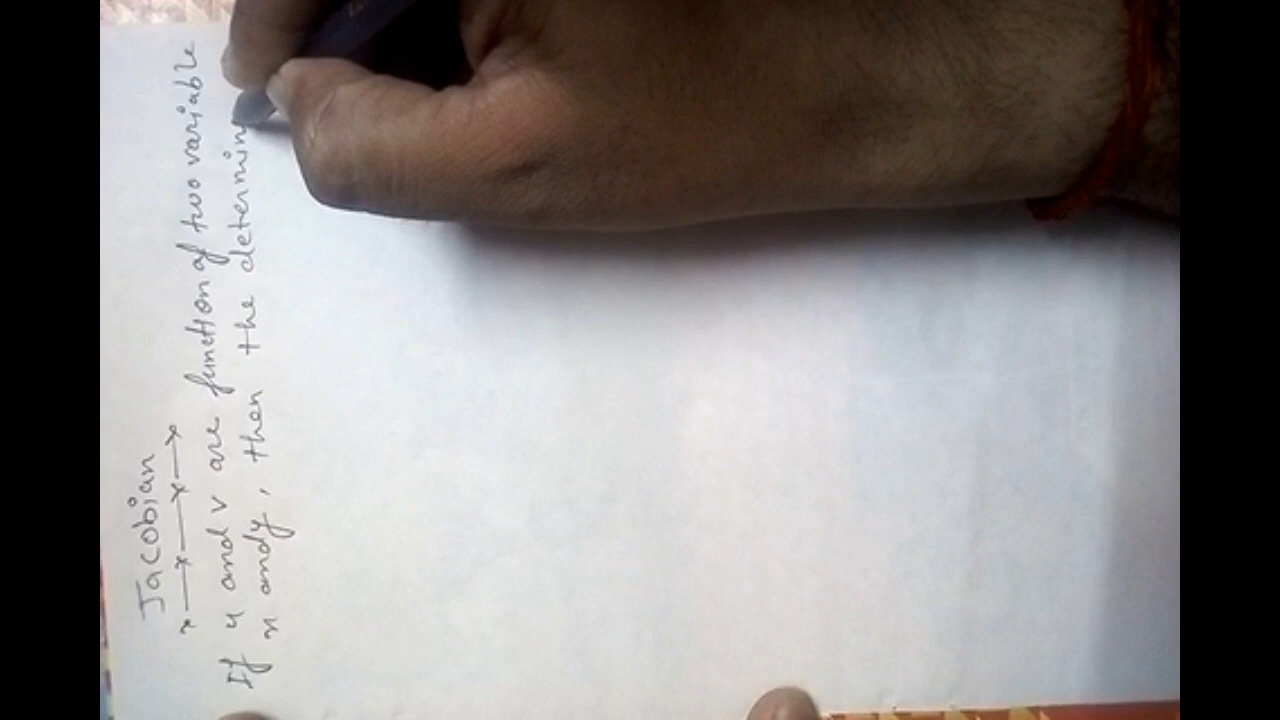 Jacobian
If u and v are function of two variable
x and y, then the determin